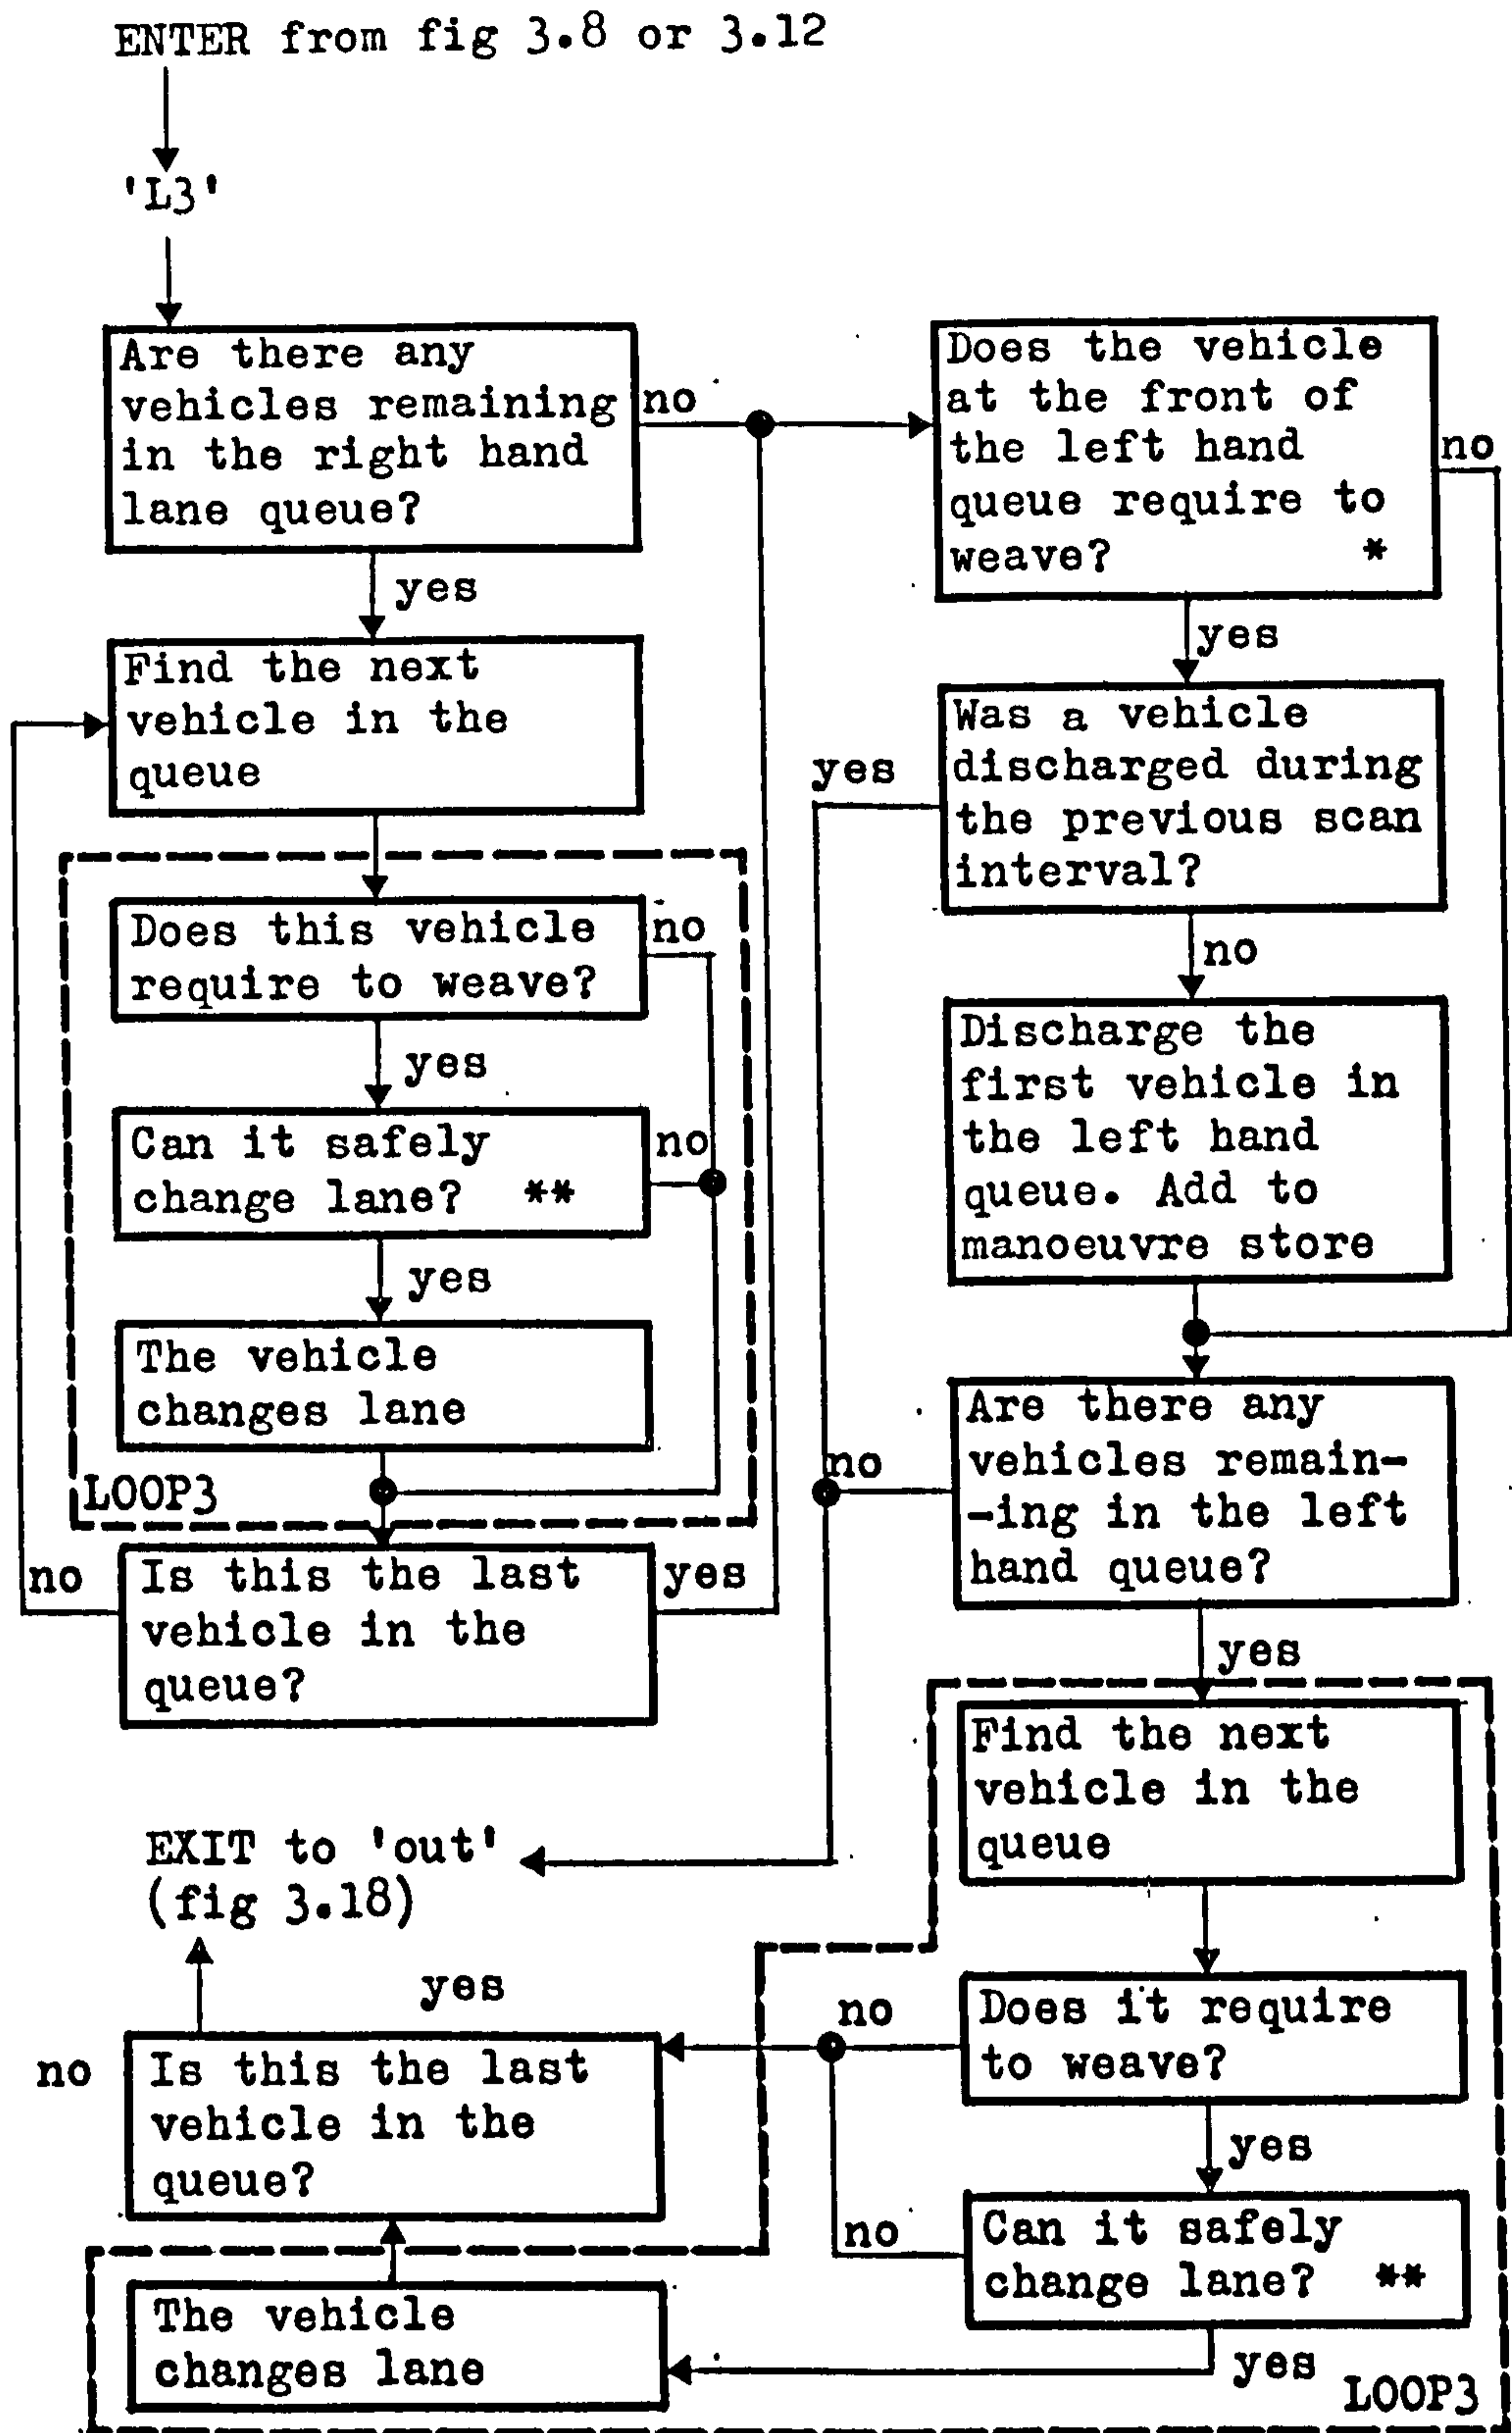 ENTER from fig 3.8 or 3.12
'L3'
Are there any
vehicles remaining
in the right hand
lane queue?
no
yes
Find the next
vehicle in the
queue
Does this vehicle
require to weave?
no
yes
Can it safely
change lane? **
no
yes
The vehicle
changes lane
LOOP3
Is this the last
vehicle in the
queue?
no
yes
Does the vehicle
at the front of
the left hand
queue require to
weave? *
no
yes
Was a vehicle
discharged during
the previous scan
interval?
yes
no
Discharge the
first vehicle in
the left hand
queue. Add to
manoeuvre store
Are there any
vehicles remain-
-ing in the left
hand queue?
no
yes
Find the next
vehicle in the
queue
Does it require
to weave?
no
yes
Can it safely
change lane? **
no
yes
LOOP3
The vehicle
changes lane
Is this the last
vehicle in the
queue?
no
yes
EXIT to 'out'
(fig 3.18)